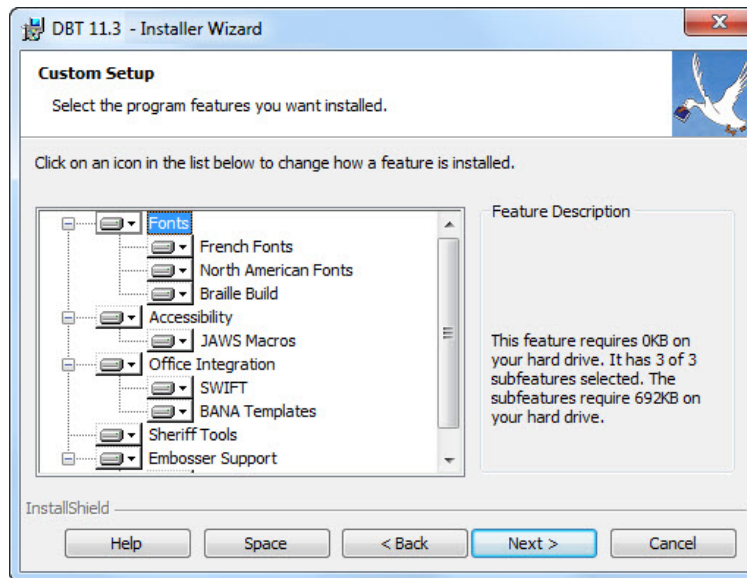 DBT 11.3 - Installer Wizard
Custom Setup
Select the program features you want installed.
Click on an icon in the list below to change how a feature is installed.
Fonts
French Fonts
North American Fonts
Braille Build
Accessibility
JAWS Macros
Office Integration
SWIFT
BANA Templates
Sheriff Tools
Embosser Support
Feature Description
This feature requires 0KB on
your hard drive. It has 3 of 3
subfeatures selected. The
subfeatures require 692KB on
your hard drive.
InstallShield
Help
Space
< Back
Next >
Cancel